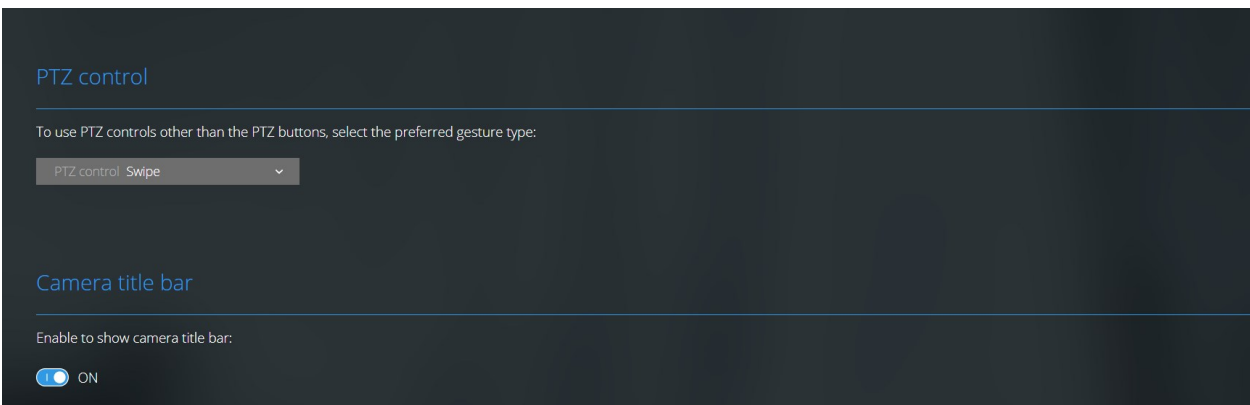 PTZ control
To use PTZ controls other than the PTZ buttons, select the preferred gesture type:
PTZ control Swipe
Camera title bar
Enable to show camera title bar:
ON